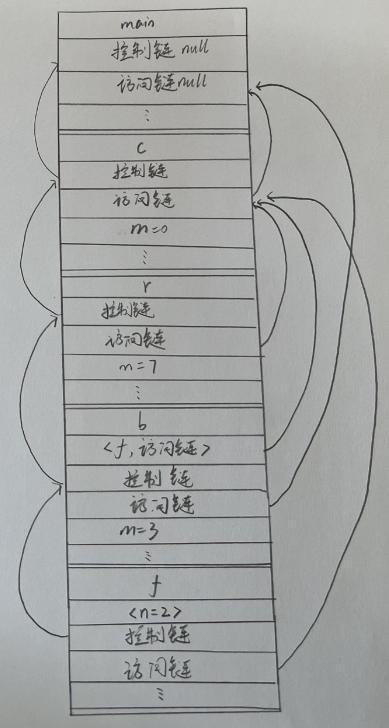 main
控制链 null
访问链 null
⋮
c
控制链
访问链
m=0
⋮
r
控制链
访问链
m=7
⋮
b
<f,访问链>
控制链
访问链
m=3
⋮
f
<n=2>
控制链
访问链
⋮